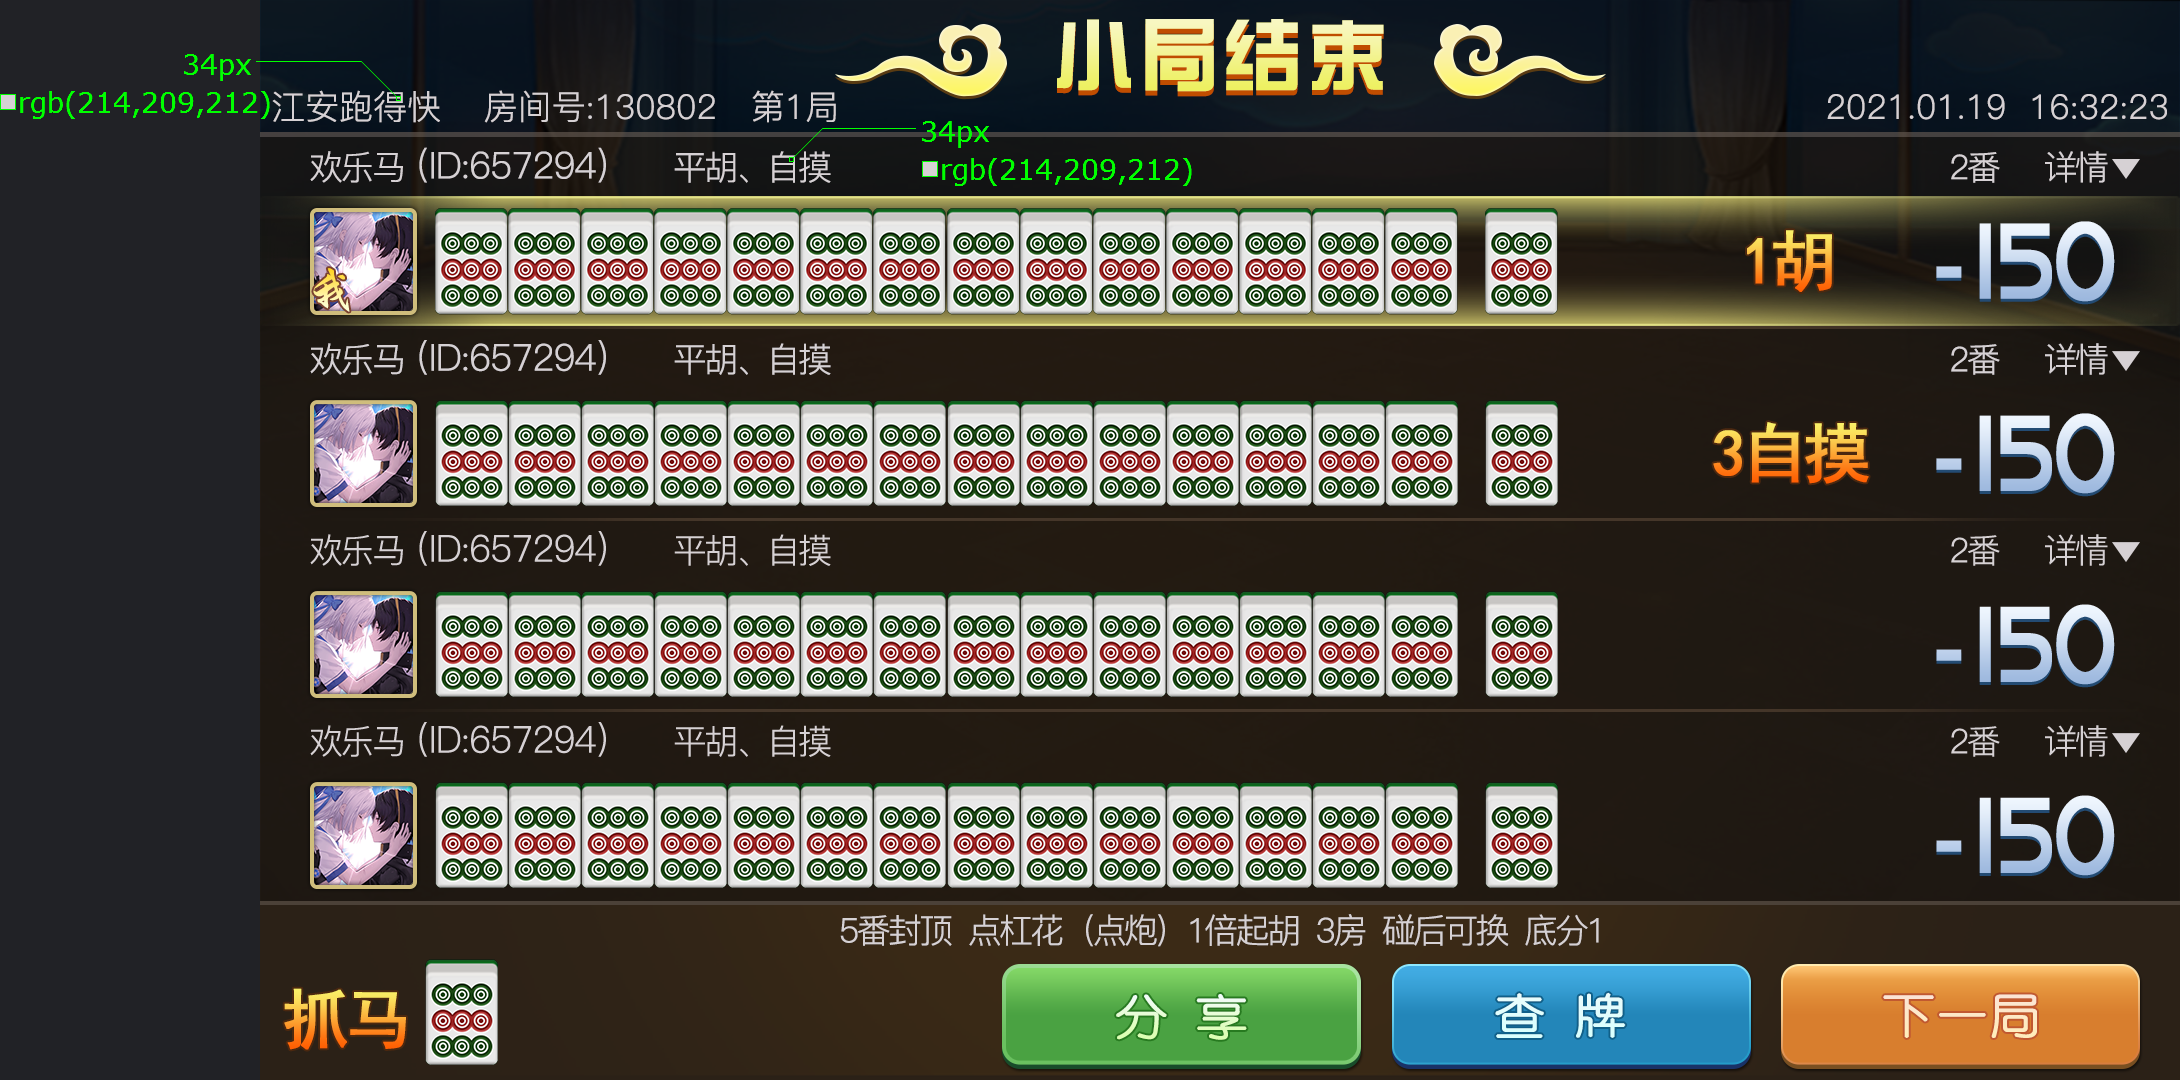 小局结束
34px
rgb(214,209,212)
江安跑得快 房间号:130802 第1局 2021.01.19 16:32:23
34px
rgb(214,209,212)
欢乐马 (ID:657294) 平胡、自摸 2番 详情▼
我 1胡 -150
欢乐马 (ID:657294) 平胡、自摸 2番 详情▼
3自摸 -150
欢乐马 (ID:657294) 平胡、自摸 2番 详情▼
-150
欢乐马 (ID:657294) 平胡、自摸 2番 详情▼
-150
5番封顶 点杠花（点炮）1倍起胡 3房 碰后可换 底分1
抓马 分享 查牌 下一局